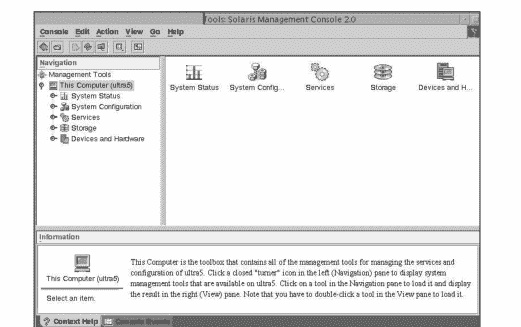 Tools: Solaris Management Console 2.0
Console Edit Action View Go Help
Navigation
Management Tools
This Computer (ultra5)
System Status
System Configuration
Services
Storage
Devices and Hardware
System Status System Config... Services Storage Devices and H...
Information
This Computer (ultra5)
Select an item.
This Computer is the toolbox that contains all of the management tools for managing the services and
configuration of ultra5. Click a closed "turner" icon in the left (Navigation) pane to display system
management tools that are available on ultra5. Click on a tool in the Navigation pane to load it and display
the result in the right (View) pane. Note that you have to double-click a tool in the View pane to load it.
Context Help Console Events